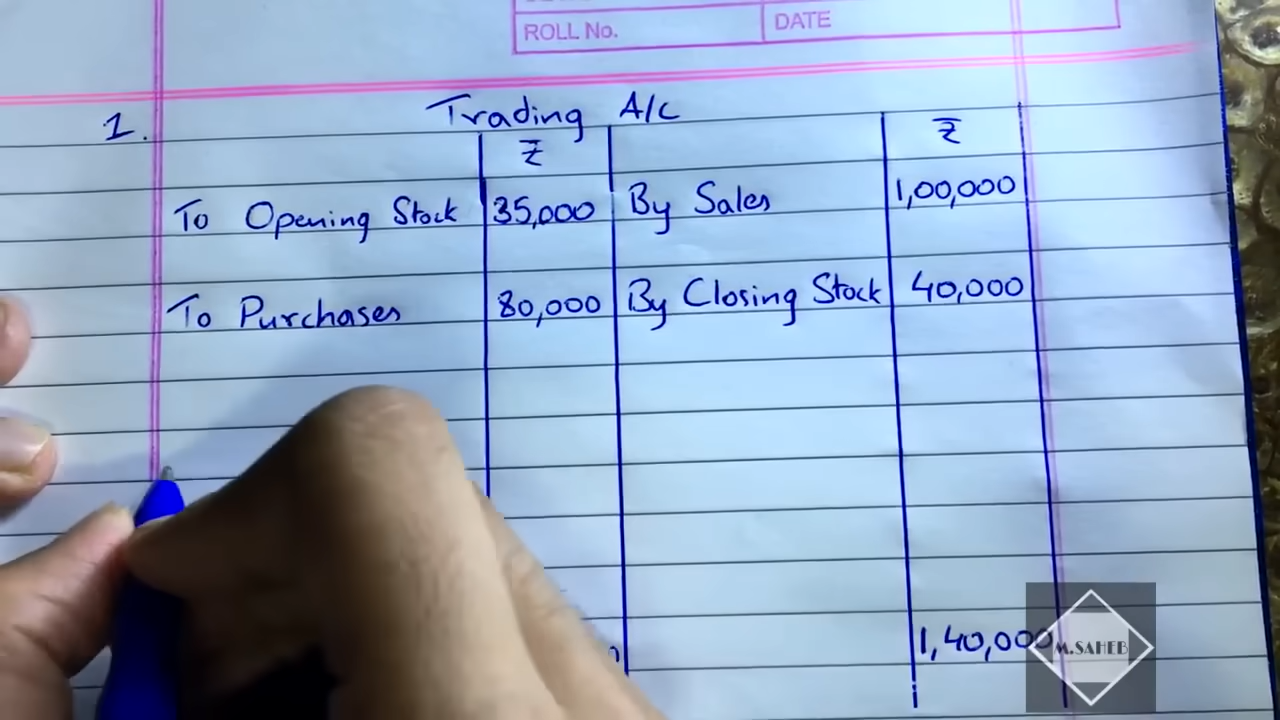 ROLL No. DATE
1. Trading A/C
₹ ₹
To Opening Stock 35,000 By Sales 1,00,000
To Purchases 80,000 By Closing Stock 40,000
1,40,000
M.SAHEB